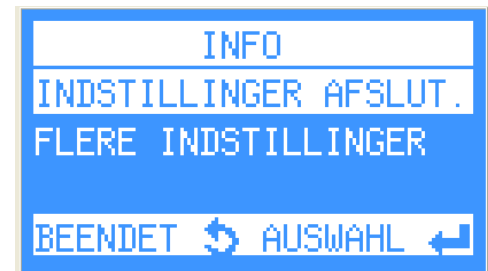 INFO
INDSTILLINGER AFSLUT.
FLERE INDSTILLINGER
BEENDET AUSWAHL